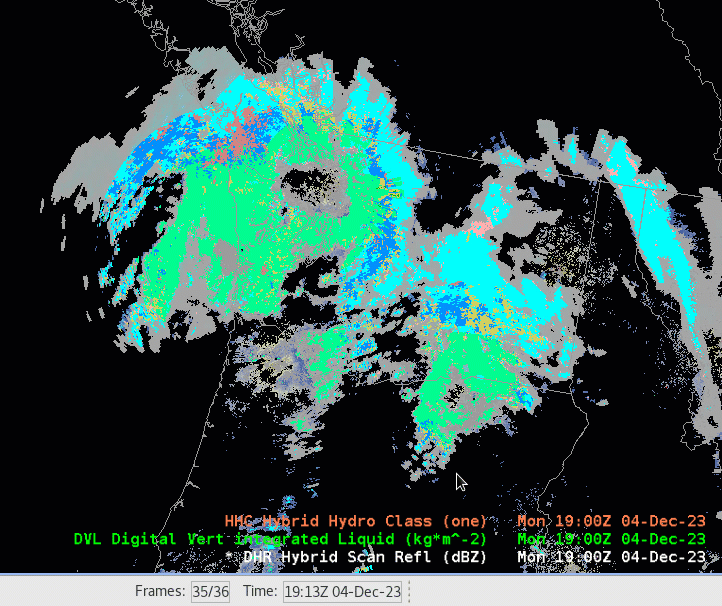 HHC Hybrid Hydro Class (one) Mon 19:00Z 04-Dec-23
DVL Digital Vert integrated Liquid (kg*m^-2) Mon 19:00Z 04-Dec-23
* DHR Hybrid Scan Refl (dBZ) Mon 19:00Z 04-Dec-23
Frames: 35/36 Time: 19:13Z 04-Dec-23